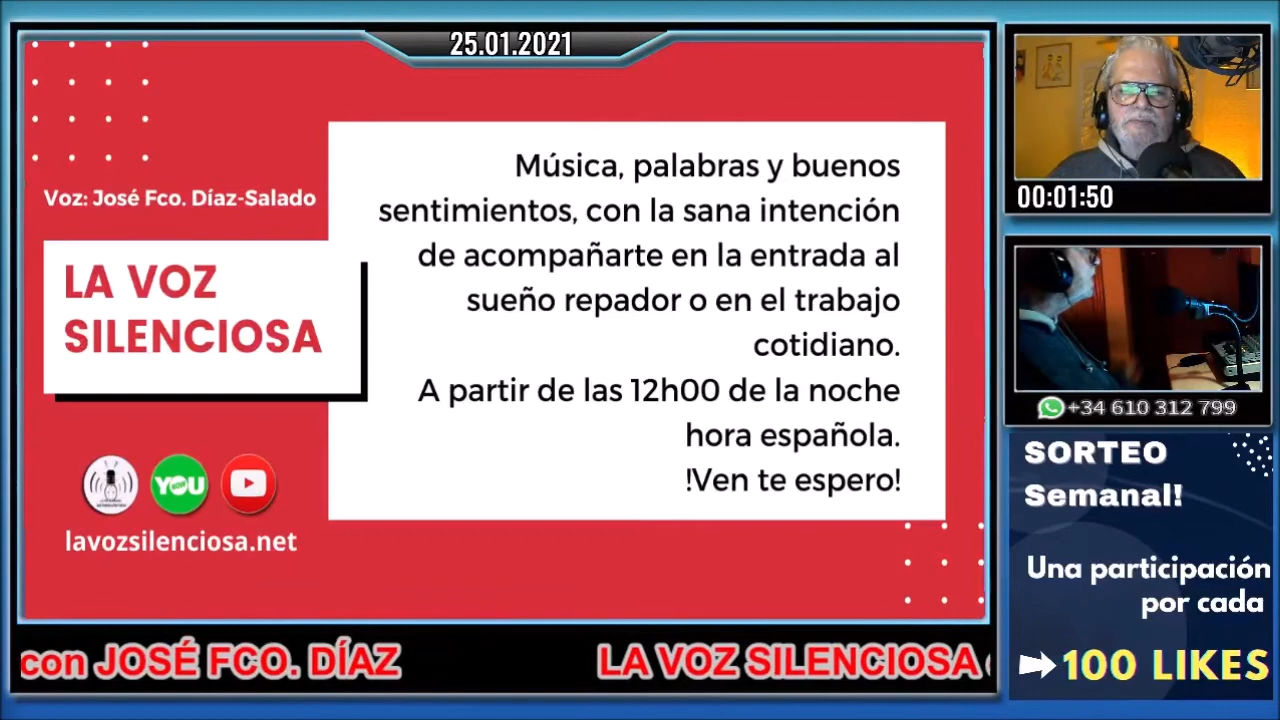 25.01.2021
Voz: José Fco. Díaz-Salado
LA VOZ
SILENCIOSA
Música, palabras y buenos
sentimientos, con la sana intención
de acompañarte en la entrada al
sueño repador o en el trabajo
cotidiano.
A partir de las 12h00 de la noche
hora española.
!Ven te espero!
YOU
lavozsilenciosa.net
con JOSÉ FCO. DÍAZ
LA VOZ SILENCIOSA
00:01:50
+34 610 312 799
SORTEO
Semanal!
Una participación
por cada
100 LIKES